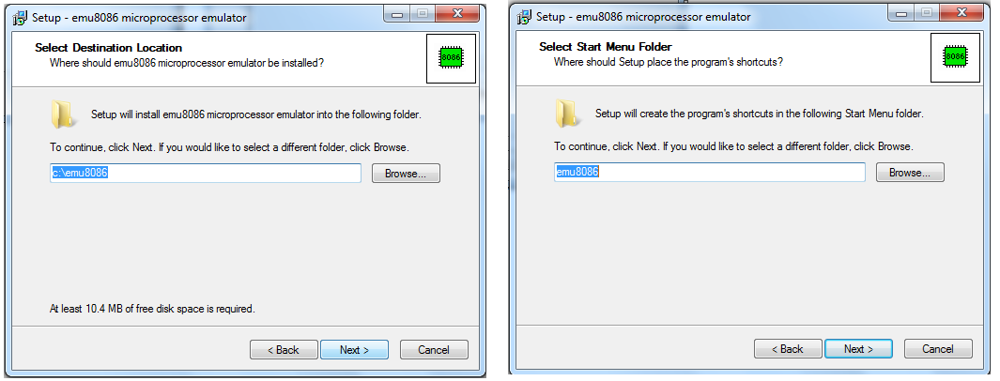 Setup - emu8086 microprocessor emulator
Select Destination Location
Where should emu8086 microprocessor emulator be installed?
8086
Setup will install emu8086 microprocessor emulator into the following folder.
To continue, click Next. If you would like to select a different folder, click Browse.
c:\emu8086
Browse...
At least 10.4 MB of free disk space is required.
< Back
Next >
Cancel
Setup - emu8086 microprocessor emulator
Select Start Menu Folder
Where should Setup place the program's shortcuts?
8086
Setup will create the program's shortcuts in the following Start Menu folder.
To continue, click Next. If you would like to select a different folder, click Browse.
emu8086
Browse...
< Back
Next >
Cancel